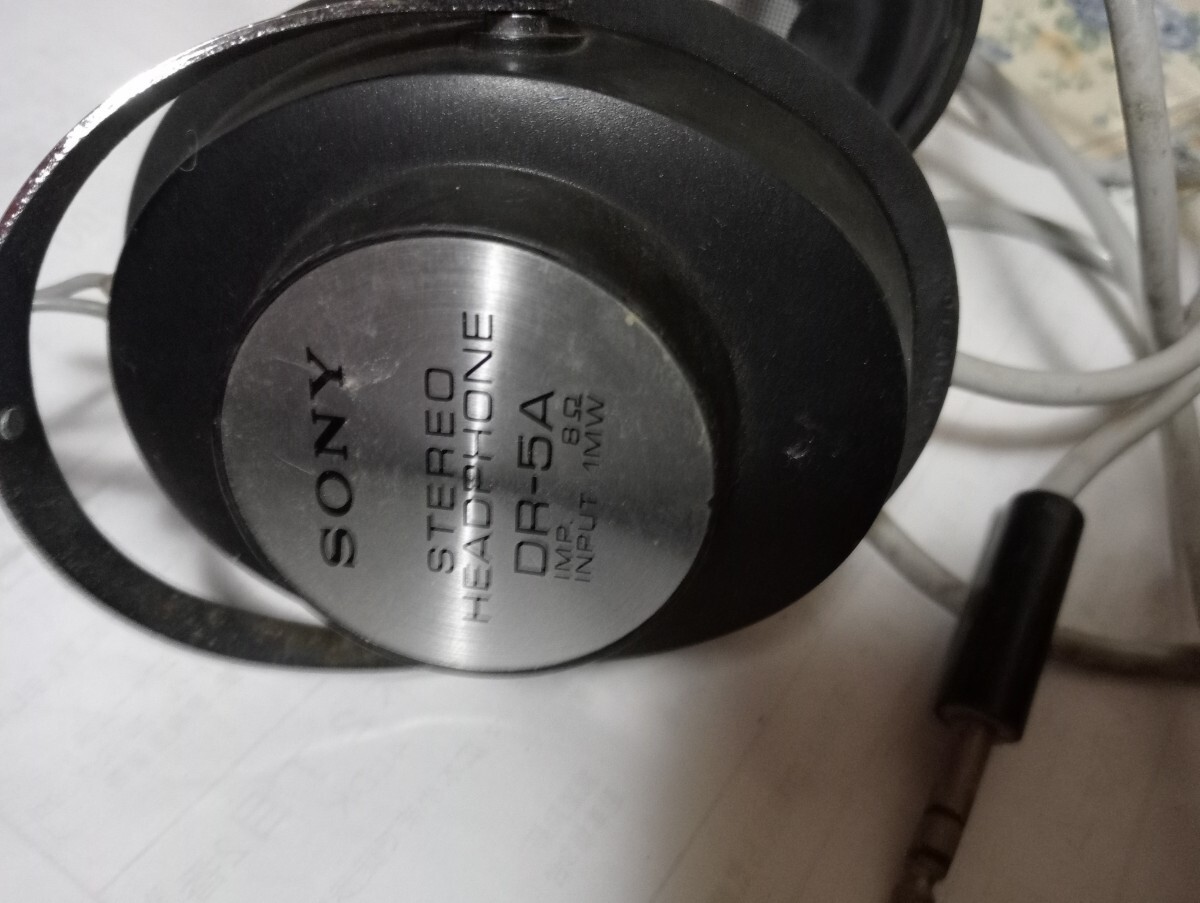 SONY
STEREO
HEADPHONE
DR-5A
IMP. 8Ω
INPUT 1MW